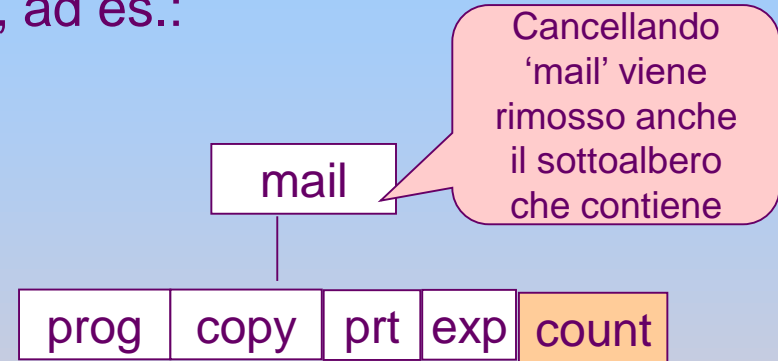 , ad es.:
Cancellando
‘mail’ viene
rimosso anche
il sottoalbero
che contiene
mail
prog copy prt exp count